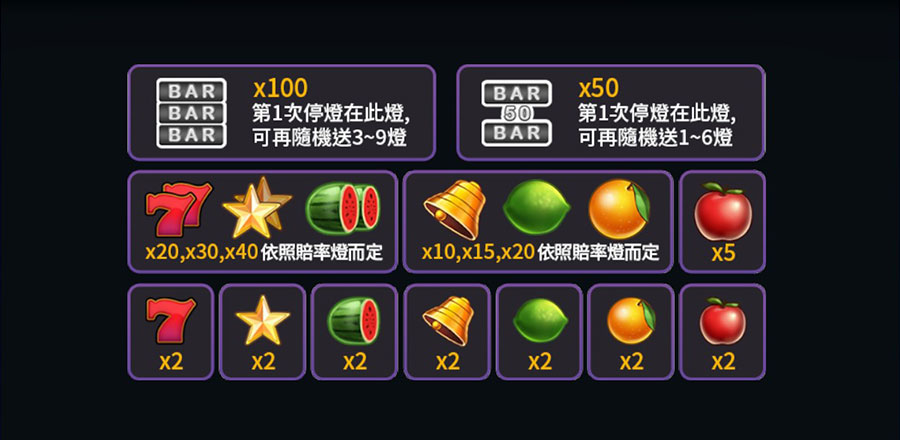 BAR
BAR
BAR
x100
第1次停燈在此燈,
可再隨機送3~9燈
BAR
50
BAR
x50
第1次停燈在此燈,
可再隨機送1~6燈
77
x20,x30,x40 依照賠率燈而定
x10,x15,x20 依照賠率燈而定
x5
7
x2
x2
x2
x2
x2
x2
x2